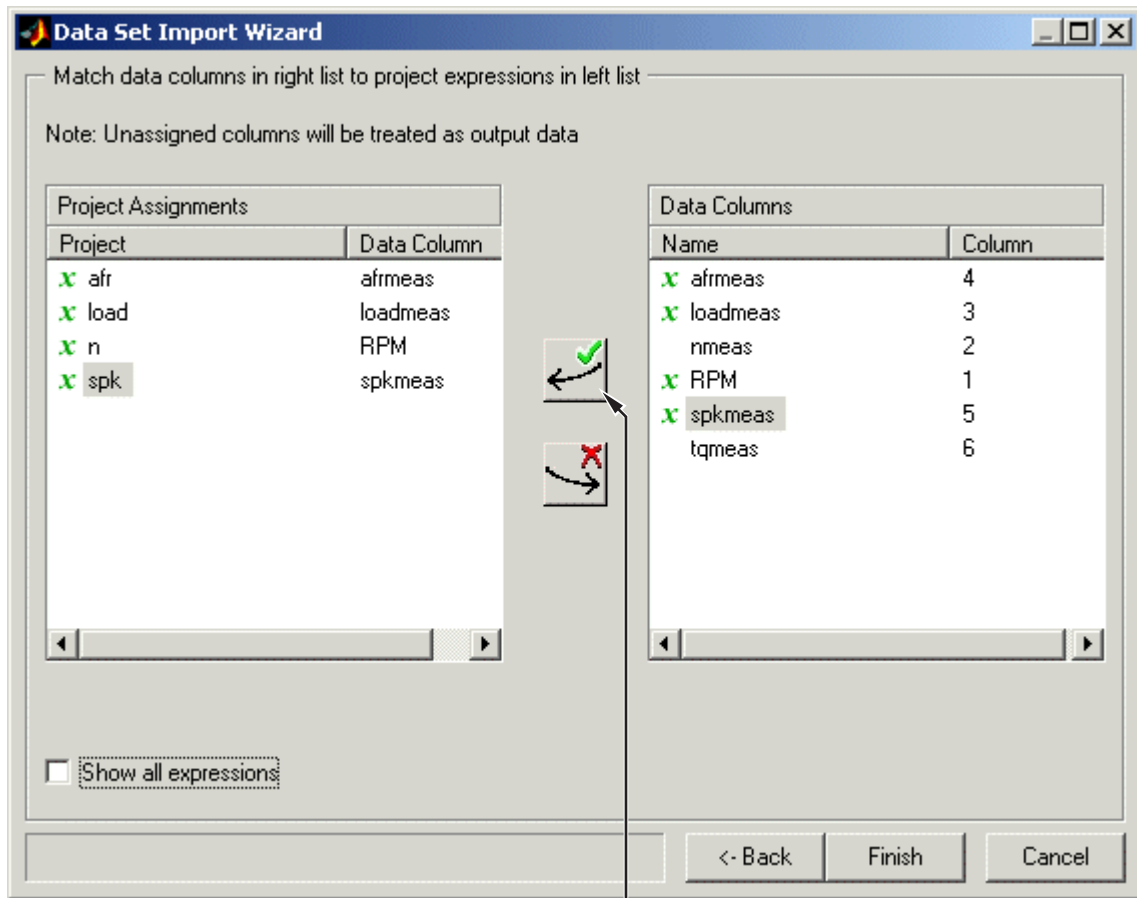 Data Set Import Wizard
Match data columns in right list to project expressions in left list
Note: Unassigned columns will be treated as output data
Project Assignments
Project Data Column
x afr afrmeas
x load loadmeas
x n RPM
x spk spkmeas
Data Columns
Name Column
x afrmeas 4
x loadmeas 3
nmeas 2
x RPM 1
x spkmeas 5
tqmeas 6
Show all expressions
<- Back Finish Cancel